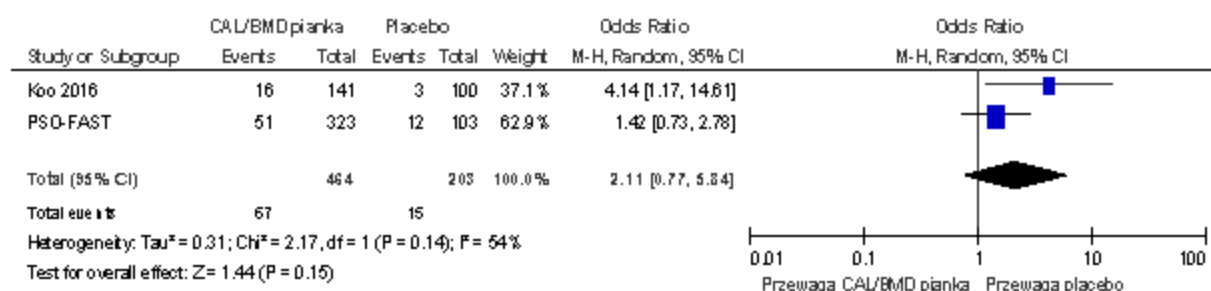 CAL/BMD pianka Placebo Odds Ratio Odds Ratio
Study or Subgroup Events Total Events Total Weight M-H, Random, 95% CI M-H, Random, 95% CI
Koo 2016 16 141 3 100 37.1% 4.14 [1.17, 14.61]
PSO-FAST 51 323 12 103 62.9% 1.42 [0.73, 2.78]
Total (95% CI) 464 203 100.0% 2.11 [0.77, 5.84]
Total events 67 15
Heterogeneity: Tau² = 0.31; Chi² = 2.17, df = 1 (P = 0.14); I² = 54%
Test for overall effect: Z = 1.44 (P = 0.15)
0.01 0.1 1 10 100
Przewaga CAL/BMD pianka Przewaga placebo